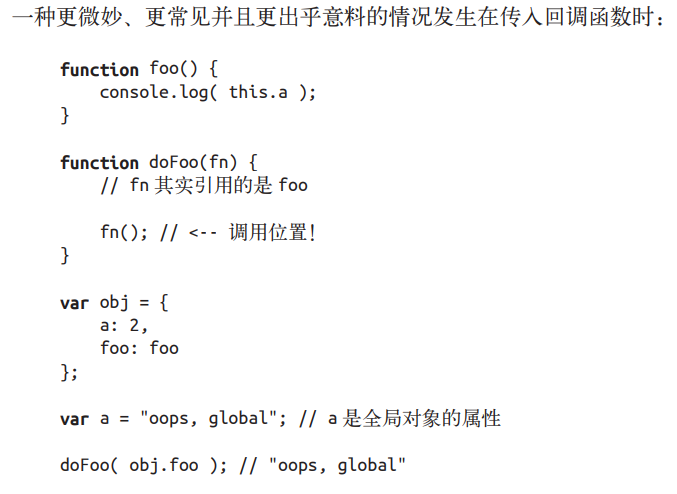 一种更微妙、更常见并且更出乎意料的情况发生在传入回调函数时：
function foo() {
    console.log( this.a );
}
function doFoo(fn) {
    // fn 其实引用的是 foo
    fn(); // <-- 调用位置！
}
var obj = {
    a: 2,
    foo: foo
};
var a = "oops, global"; // a 是全局对象的属性
doFoo( obj.foo ); // "oops, global"